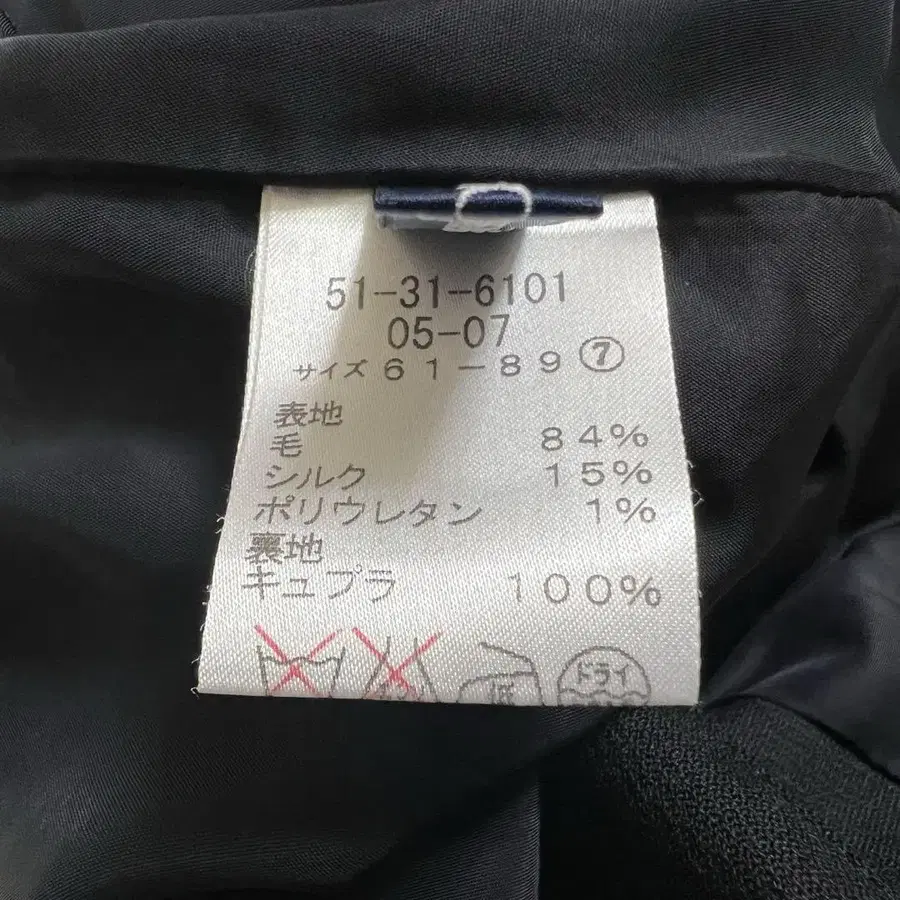 51-31-6101
05-07
サイズ 61-89 ⑦
表地
毛 84%
シルク 15%
ポリウレタン 1%
裏地
キュプラ 100%
ドライ